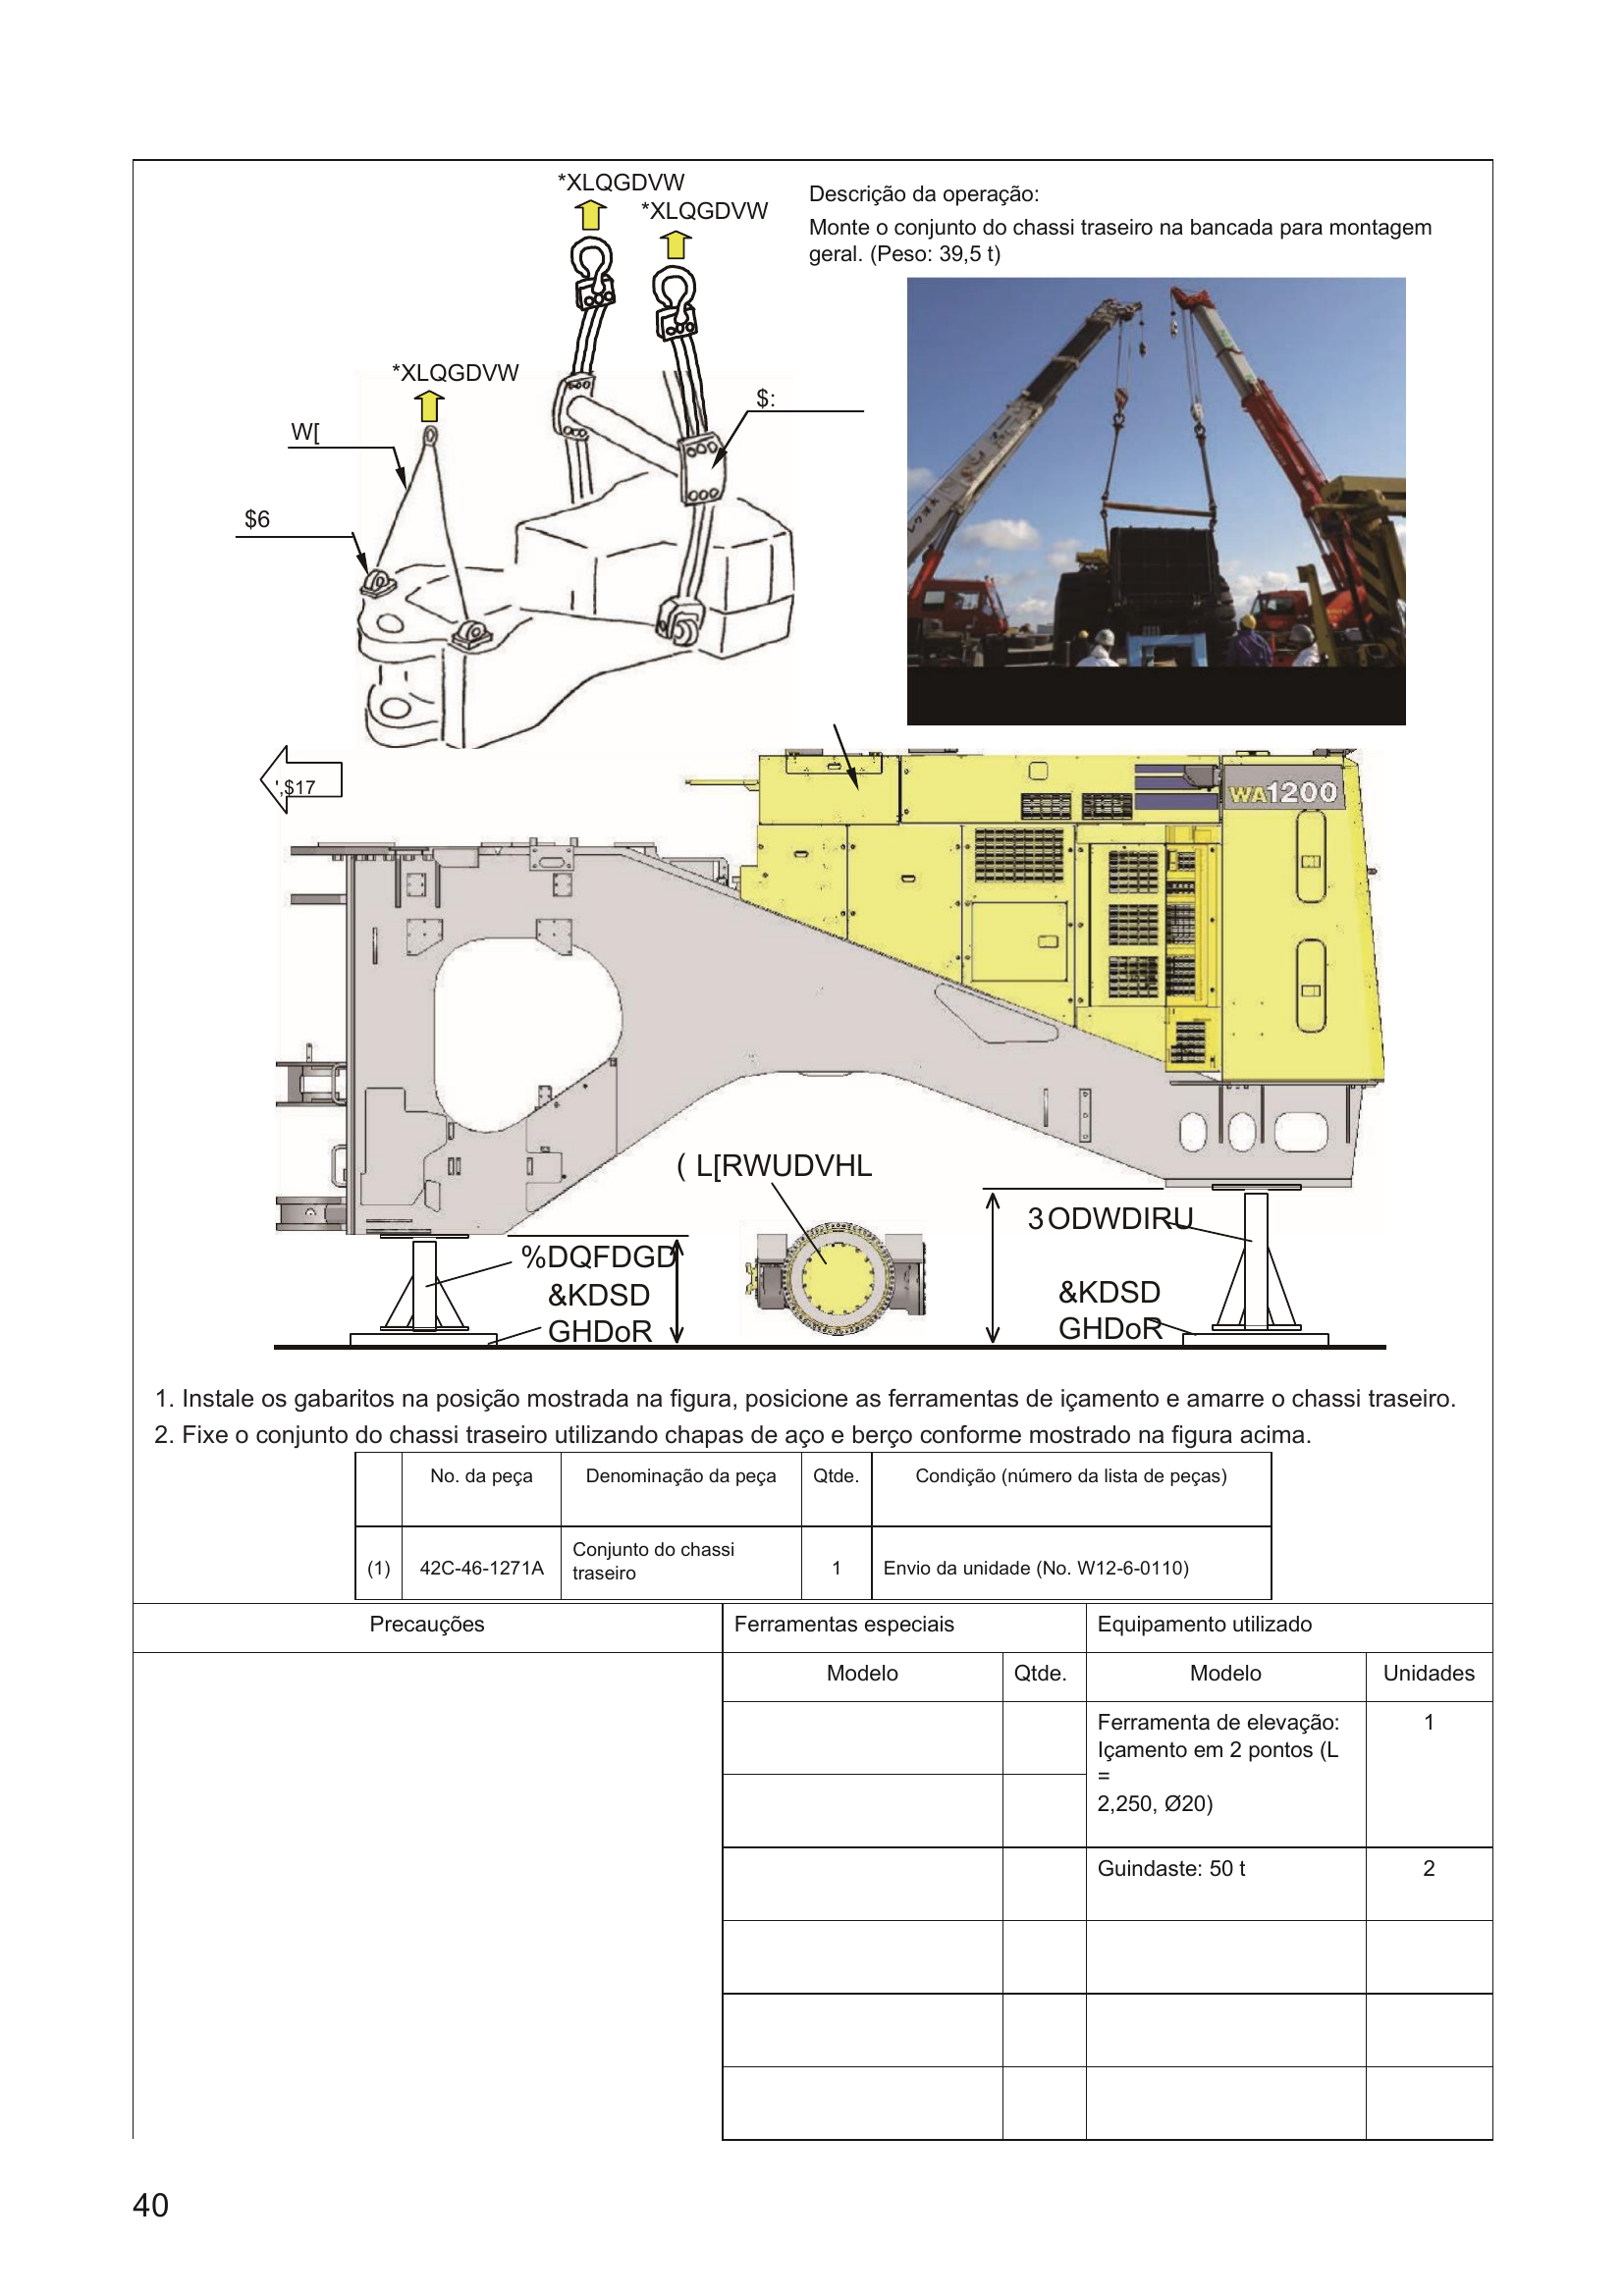 *XLQGDVW
*XLQGDVW
Descrição da operação:
Monte o conjunto do chassi traseiro na bancada para montagem
geral. (Peso: 39,5 t)
*XLQGDVW
$:
W[
$6
',$17
WA1200
( L[RWUDVHL
3ODWDIRU
%DQFDGD
&KDSD
GHDoR
&KDSD
GHDoR
1. Instale os gabaritos na posição mostrada na figura, posicione as ferramentas de içamento e amarre o chassi traseiro.
2. Fixe o conjunto do chassi traseiro utilizando chapas de aço e berço conforme mostrado na figura acima.
No. da peça Denominação da peça Qtde. Condição (número da lista de peças)
Conjunto do chassi
(1) 42C-46-1271A traseiro 1 Envio da unidade (No. W12-6-0110)
Precauções Ferramentas especiais Equipamento utilizado
Modelo Qtde. Modelo Unidades
Ferramenta de elevação: 1
Içamento em 2 pontos (L
=
2,250, Ø20)
Guindaste: 50 t 2
40